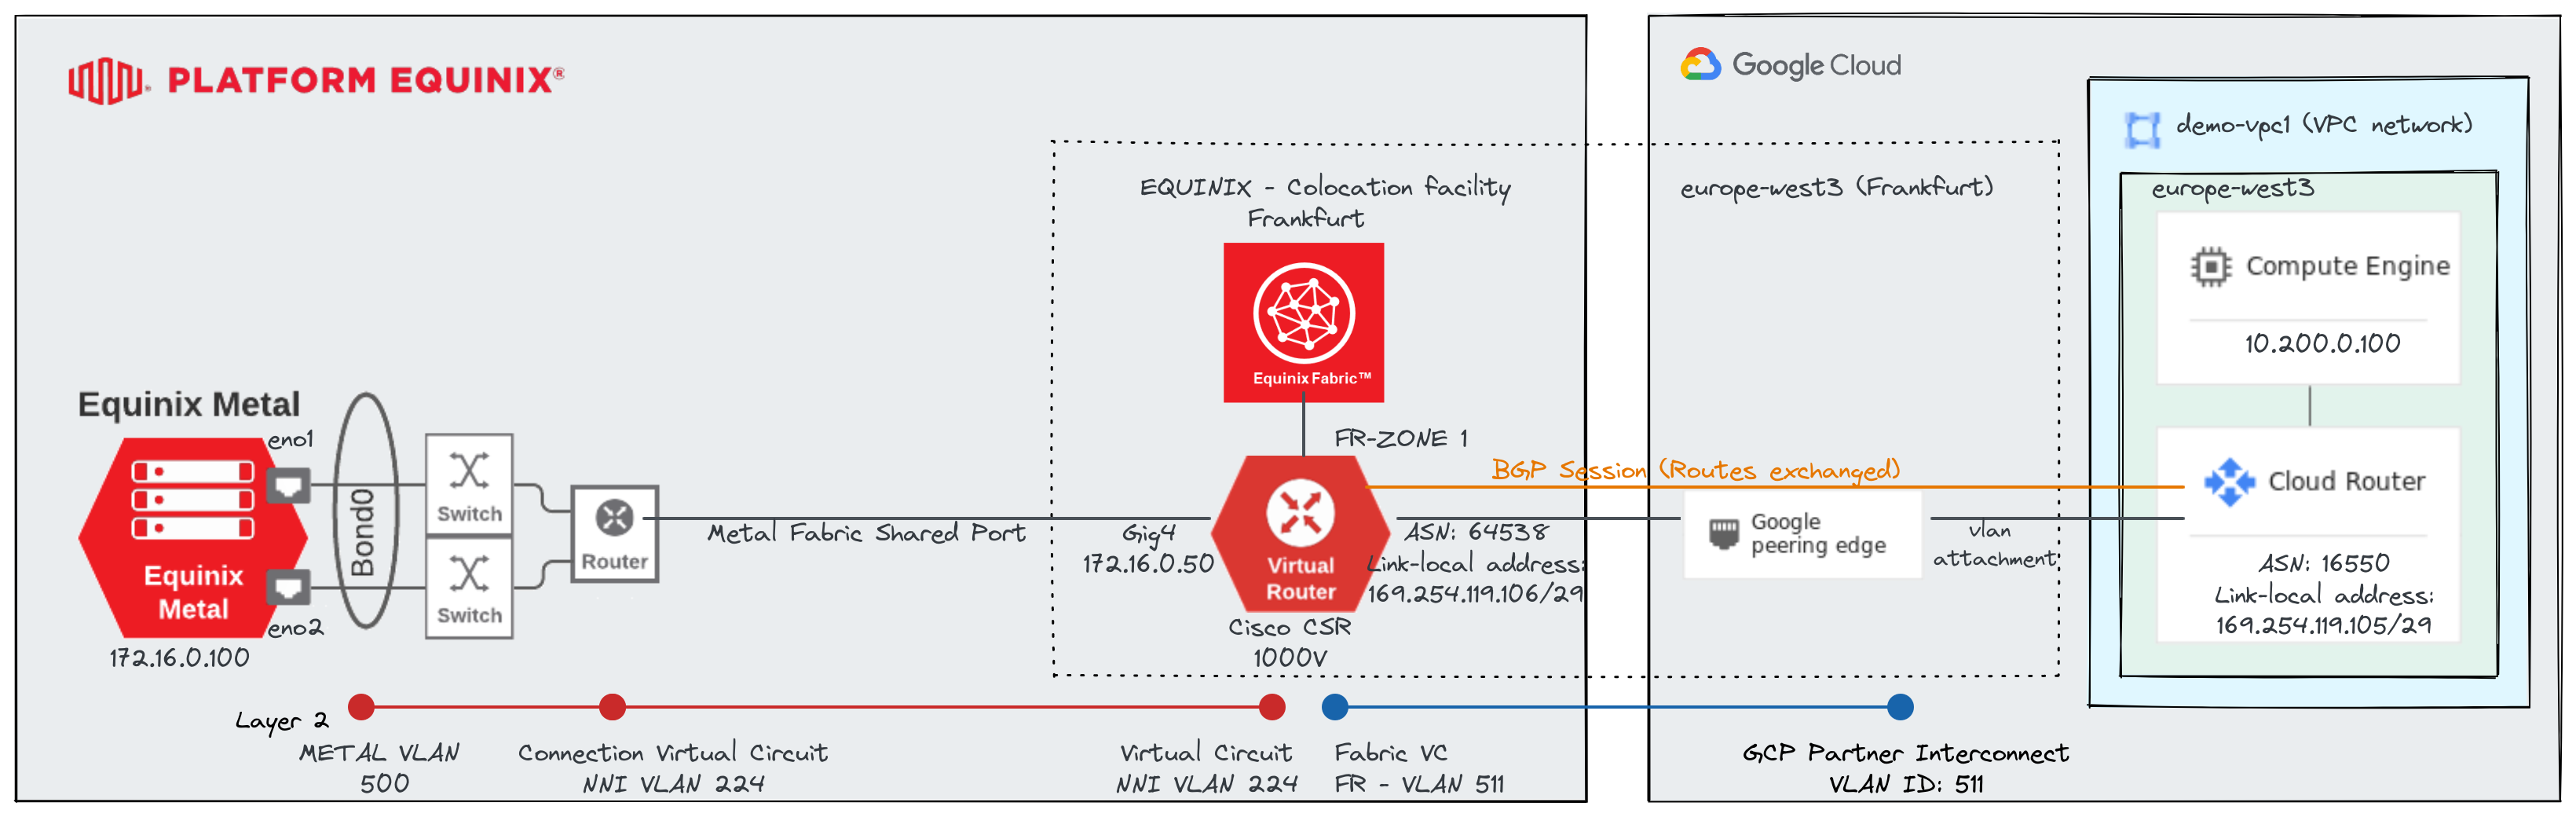 PLATFORM EQUINIX®
Google Cloud
demo-vpc1 (VPC network)
EQUINIX - Colocation facility
Frankfurt
europe-west3 (Frankfurt)
europe-west3
Compute Engine
10.200.0.100
Equinix Fabric™
Equinix Metal
eno1
Bond0
Switch
Switch
Router
Equinix
Metal
eno2
172.16.0.100
Metal Fabric Shared Port
FR-ZONE 1
BGP Session (Routes exchanged)
Gig4
172.16.0.50
Virtual
Router
Cisco CSR
1000V
ASN: 64538
Link-local address:
169.254.119.106/29
Google
peering edge
vlan
attachment
Cloud Router
ASN: 16550
Link-local address:
169.254.119.105/29
Layer 2
METAL VLAN
500
Connection Virtual Circuit
NNI VLAN 224
Virtual Circuit
NNI VLAN 224
Fabric VC
FR - VLAN 511
GCP Partner Interconnect
VLAN ID: 511